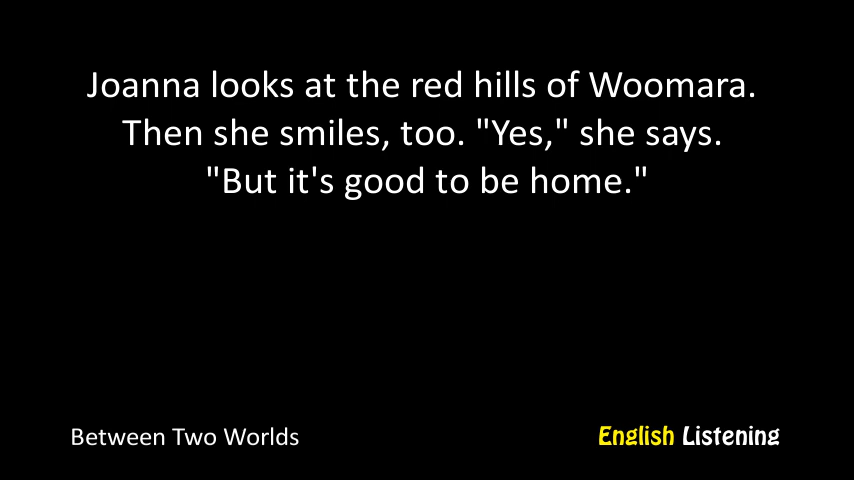 Joanna looks at the red hills of Woomara.
Then she smiles, too. "Yes," she says.
"But it's good to be home."
Between Two Worlds
English Listening